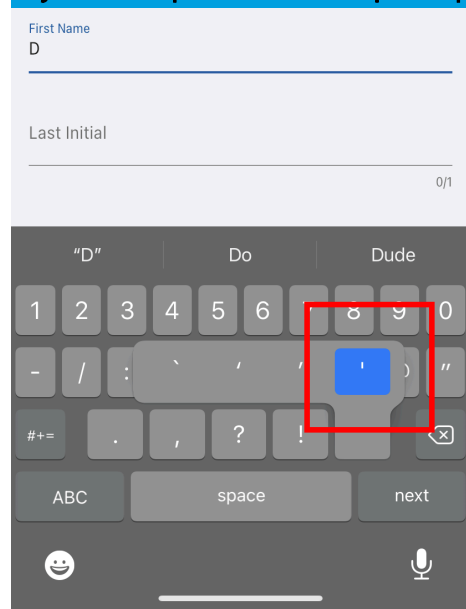 First Name
D
Last Initial
0/1
“D” Do Dude
1 2 3 4 5 6 7 8 9 0
- / : ` ‘ ’ ' "
#+= . , ? !
ABC space next